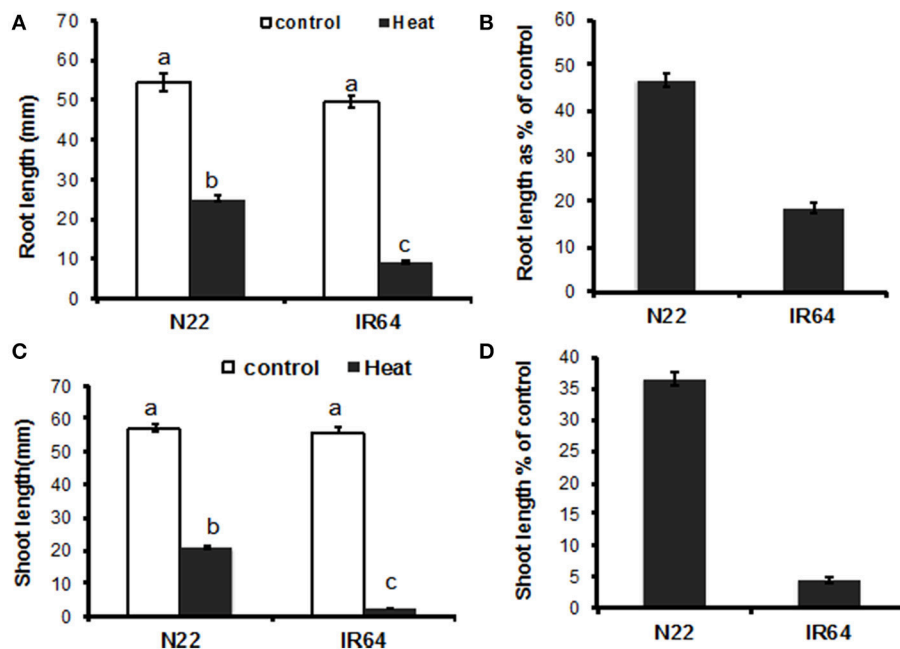 A
control Heat
Root length (mm)
70
60
50
40
30
20
10
0
a
b
a
c
N22 IR64
B
Root length as % of control
60
50
40
30
20
10
0
N22 IR64
C
control Heat
Shoot length(mm)
70
60
50
40
30
20
10
0
a
b
a
c
N22 IR64
D
Shoot length % of control
40
35
30
25
20
15
10
5
0
N22 IR64